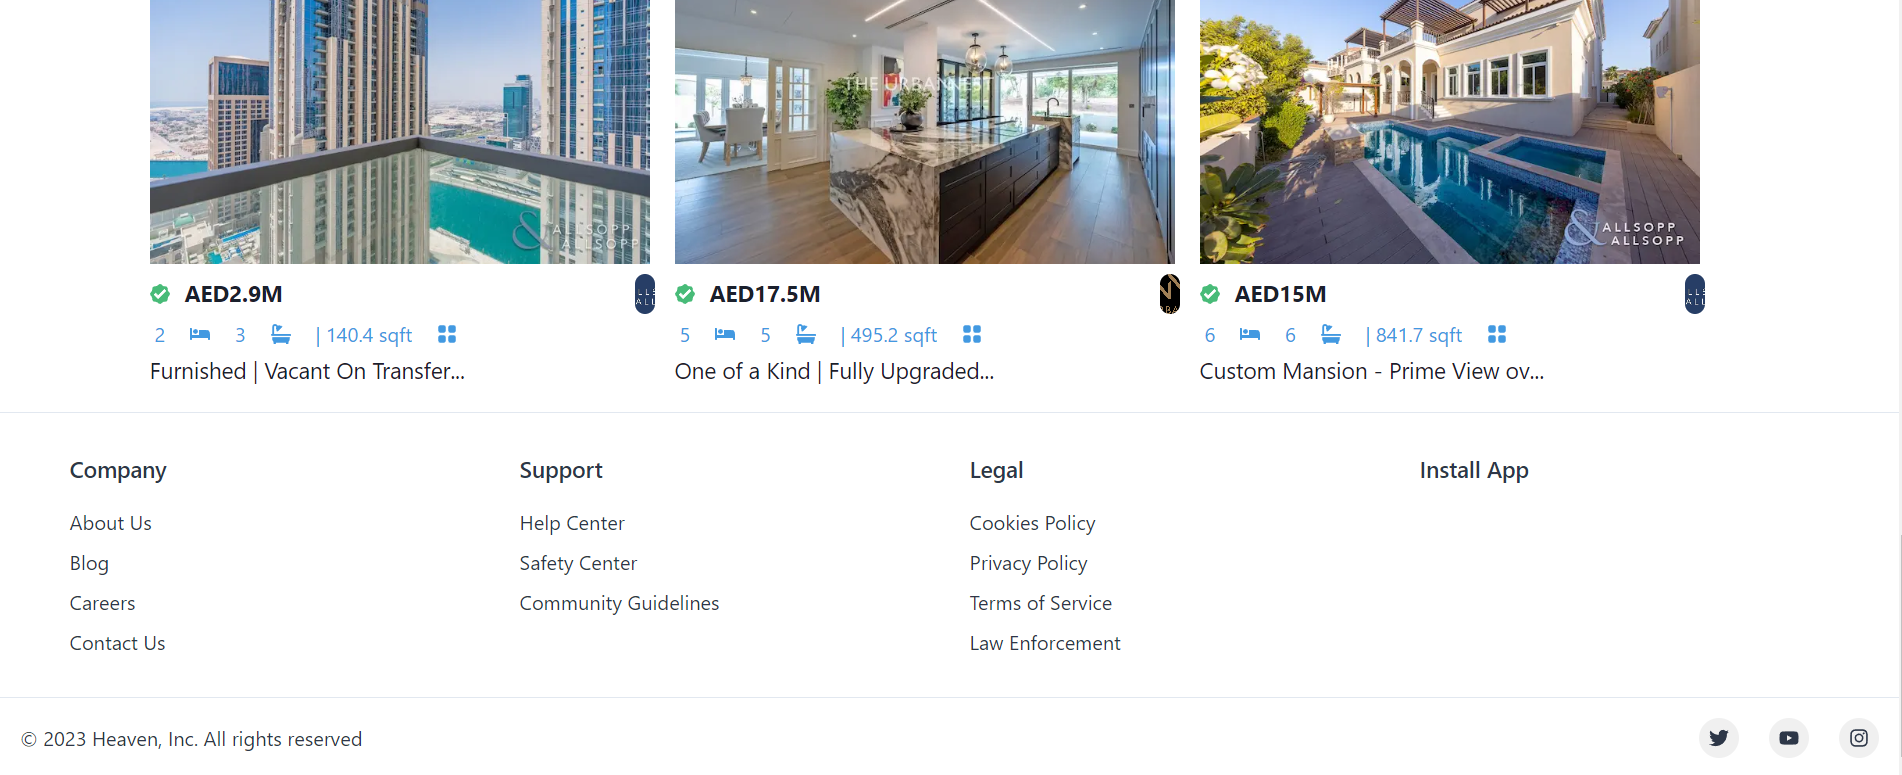 THE URBANNEST
& ALLSOPP
ALLSOPP
& ALLSOPP
ALLSOPP
AED2.9M
AED17.5M
AED15M
2 3 | 140.4 sqft
5 5 | 495.2 sqft
6 6 | 841.7 sqft
Furnished | Vacant On Transfer...
One of a Kind | Fully Upgraded...
Custom Mansion - Prime View ov...
Company
Support
Legal
Install App
About Us
Help Center
Cookies Policy
Blog
Safety Center
Privacy Policy
Careers
Community Guidelines
Terms of Service
Contact Us
Law Enforcement
© 2023 Heaven, Inc. All rights reserved